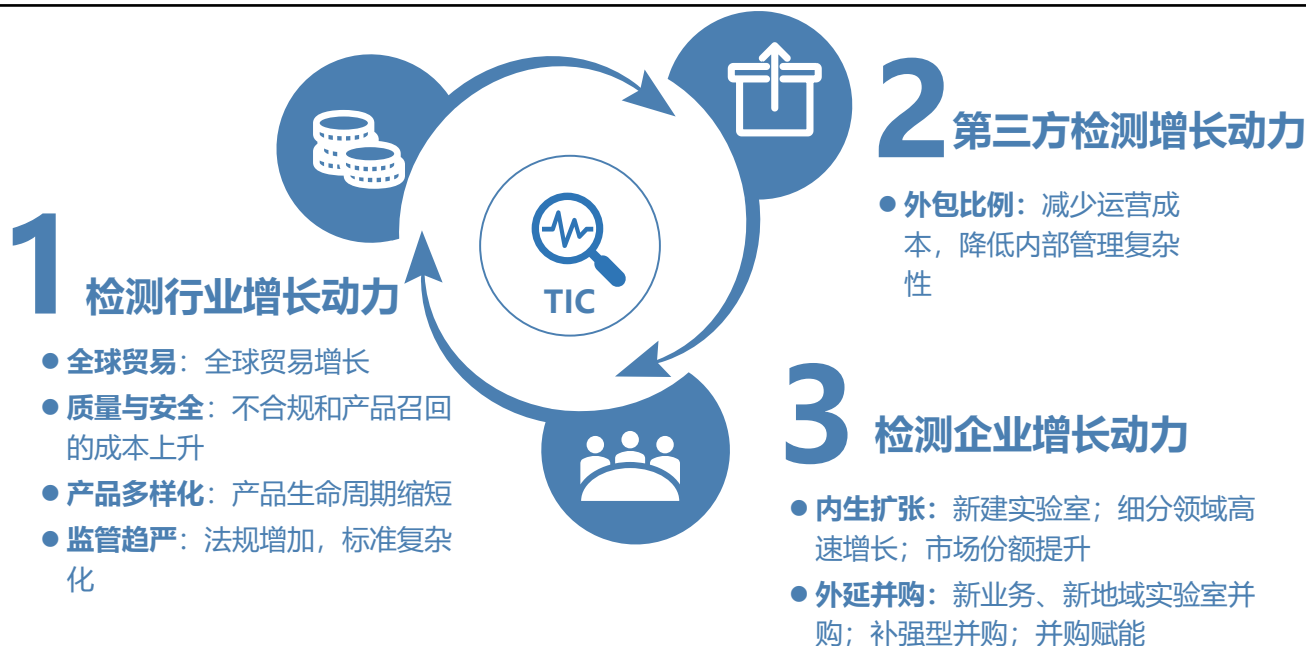 1
检测行业增长动力
● 全球贸易：全球贸易增长
● 质量与安全：不合规和产品召回
的成本上升
● 产品多样化：产品生命周期缩短
● 监管趋严：法规增加，标准复杂
化
TIC
2
第三方检测增长动力
● 外包比例：减少运营成
本，降低内部管理复杂
性
3
检测企业增长动力
● 内生扩张：新建实验室；细分领域高
速增长；市场份额提升
● 外延并购：新业务、新地域实验室并
购；补强型并购；并购赋能